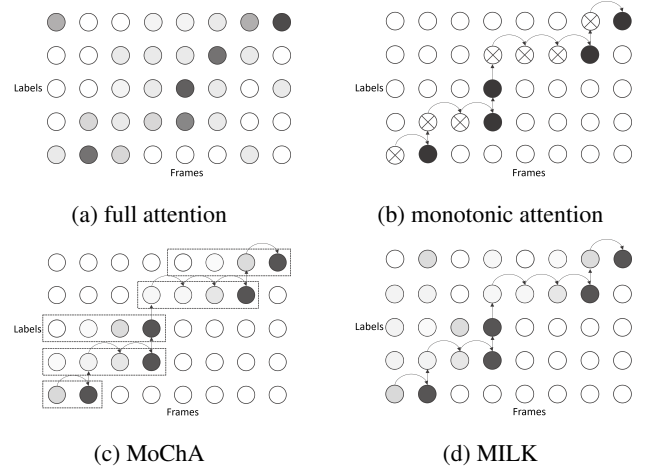 Labels
Frames
(a) full attention
Labels
Frames
(b) monotonic attention
Labels
Frames
(c) MoChA
Labels
Frames
(d) MILK